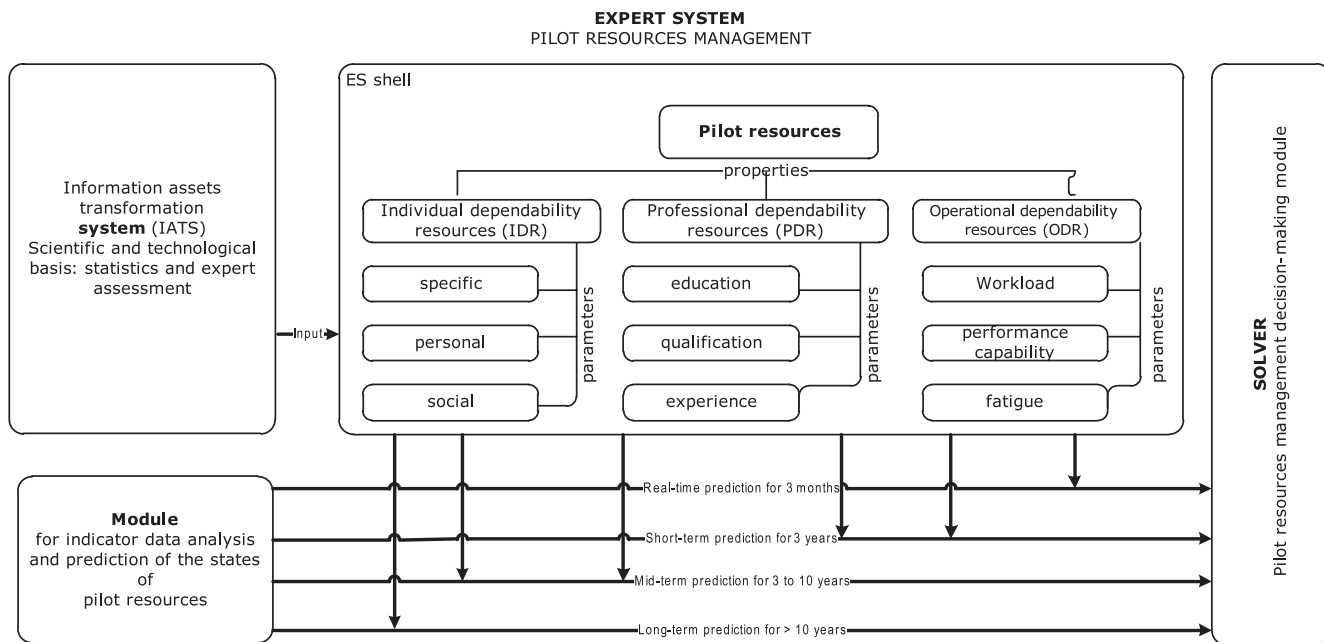 EXPERT SYSTEM
PILOT RESOURCES MANAGEMENT
Information assets
transformation
system (IATS)
Scientific and technological
basis: statistics and expert
assessment
Input
ES shell
Pilot resources
properties
Individual dependability
resources (IDR)
specific
personal
social
parameters
Professional dependability
resources (PDR)
education
qualification
experience
parameters
Operational dependability
resources (ODR)
Workload
performance
capability
fatigue
parameters
SOLVER
Pilot resources management decision-making module
Module
for indicator data analysis
and prediction of the states
of
pilot resources
Real-time prediction for 3 months
Short-term prediction for 3 years
Mid-term prediction for 3 to 10 years
Long-term prediction for > 10 years